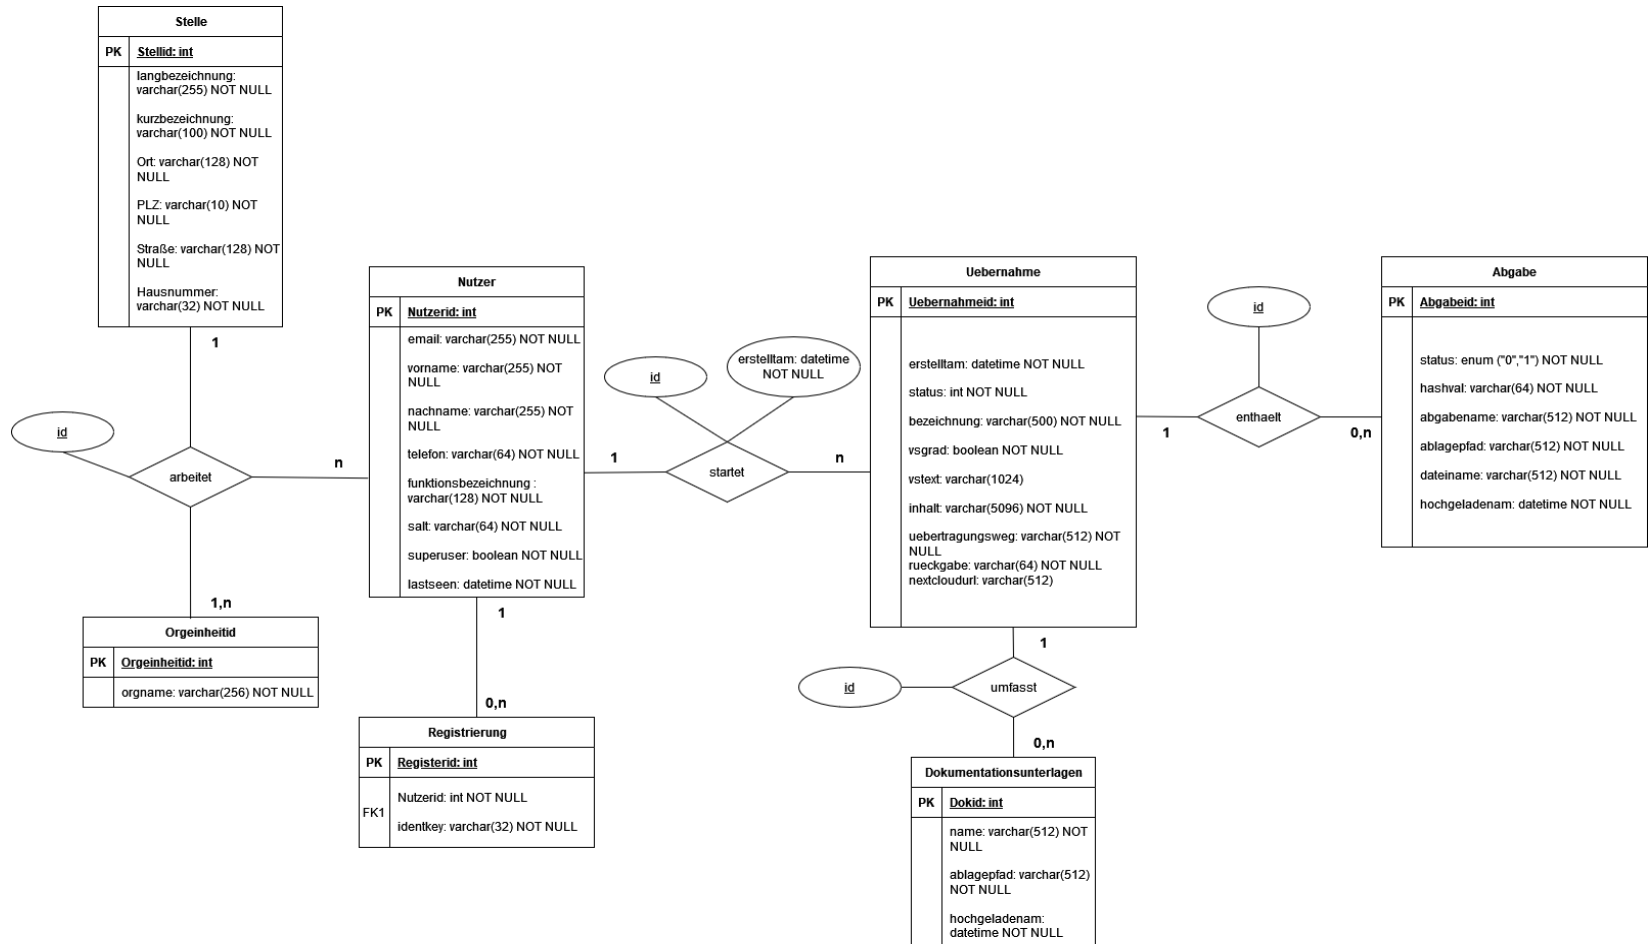 Stelle
PK
Stellid: int
langbezeichnung:
varchar(255) NOT NULL
kurzbezeichnung:
varchar(100) NOT NULL
Ort: varchar(128) NOT
NULL
PLZ: varchar(10) NOT
NULL
Straße: varchar(128) NOT
NULL
Hausnummer:
varchar(32) NOT NULL
1
id
arbeitet
n
1,n
Orgeinheitid
PK
Orgeinheitid: int
orgname: varchar(256) NOT NULL
Nutzer
PK
Nutzerid: int
email: varchar(255) NOT NULL
vorname: varchar(255) NOT
NULL
nachname: varchar(255) NOT
NULL
telefon: varchar(64) NOT NULL
funktionsbezeichnung :
varchar(128) NOT NULL
salt: varchar(64) NOT NULL
superuser: boolean NOT NULL
lastseen: datetime NOT NULL
1
0,n
Registrierung
PK
Registerid: int
FK1
Nutzerid: int NOT NULL
identkey: varchar(32) NOT NULL
id
erstelltam: datetime
NOT NULL
1
startet
n
Uebernahme
PK
Uebernahmeid: int
erstelltam: datetime NOT NULL
status: int NOT NULL
bezeichnung: varchar(500) NOT NULL
vsgrad: boolean NOT NULL
vstext: varchar(1024)
inhalt: varchar(5096) NOT NULL
uebertragungsweg: varchar(512) NOT
NULL
rueckgabe: varchar(64) NOT NULL
nextcloudurl: varchar(512)
1
id
umfasst
0,n
Dokumentationsunterlagen
PK
Dokid: int
name: varchar(512) NOT
NULL
ablagepfad: varchar(512)
NOT NULL
hochgeladenam:
datetime NOT NULL
id
1
enthaelt
0,n
Abgabe
PK
Abgabeid: int
status: enum ("0","1") NOT NULL
hashval: varchar(64) NOT NULL
abgabename: varchar(512) NOT NULL
ablagepfad: varchar(512) NOT NULL
dateiname: varchar(512) NOT NULL
hochgeladenam: datetime NOT NULL